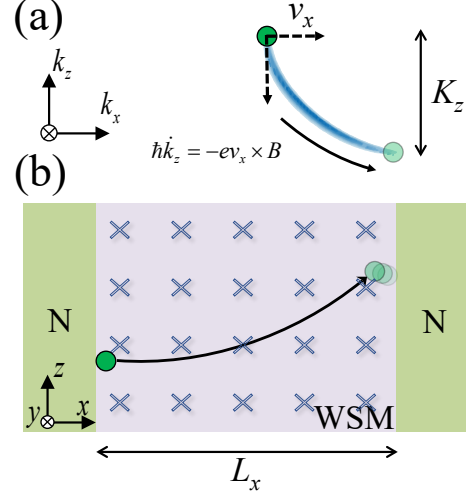 (a)
v_x
k_z
k_x
K_z
ħk̇_z = −ev_x × B
(b)
N
N
z
y
x
WSM
L_x